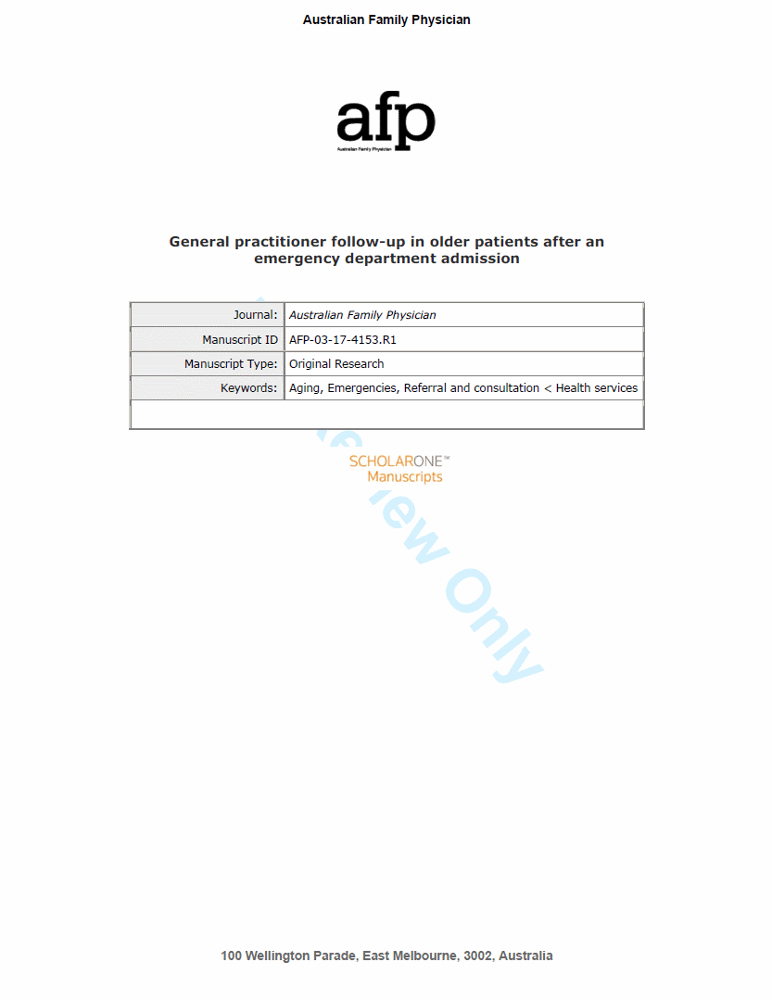 Australian Family Physician
afp
Australian Family Physician
General practitioner follow-up in older patients after an
emergency department admission
Journal: Australian Family Physician
Manuscript ID AFP-03-17-4153.R1
Manuscript Type: Original Research
Keywords: Aging, Emergencies, Referral and consultation < Health services
SCHOLARONE™
Manuscripts
ew Only
100 Wellington Parade, East Melbourne, 3002, Australia